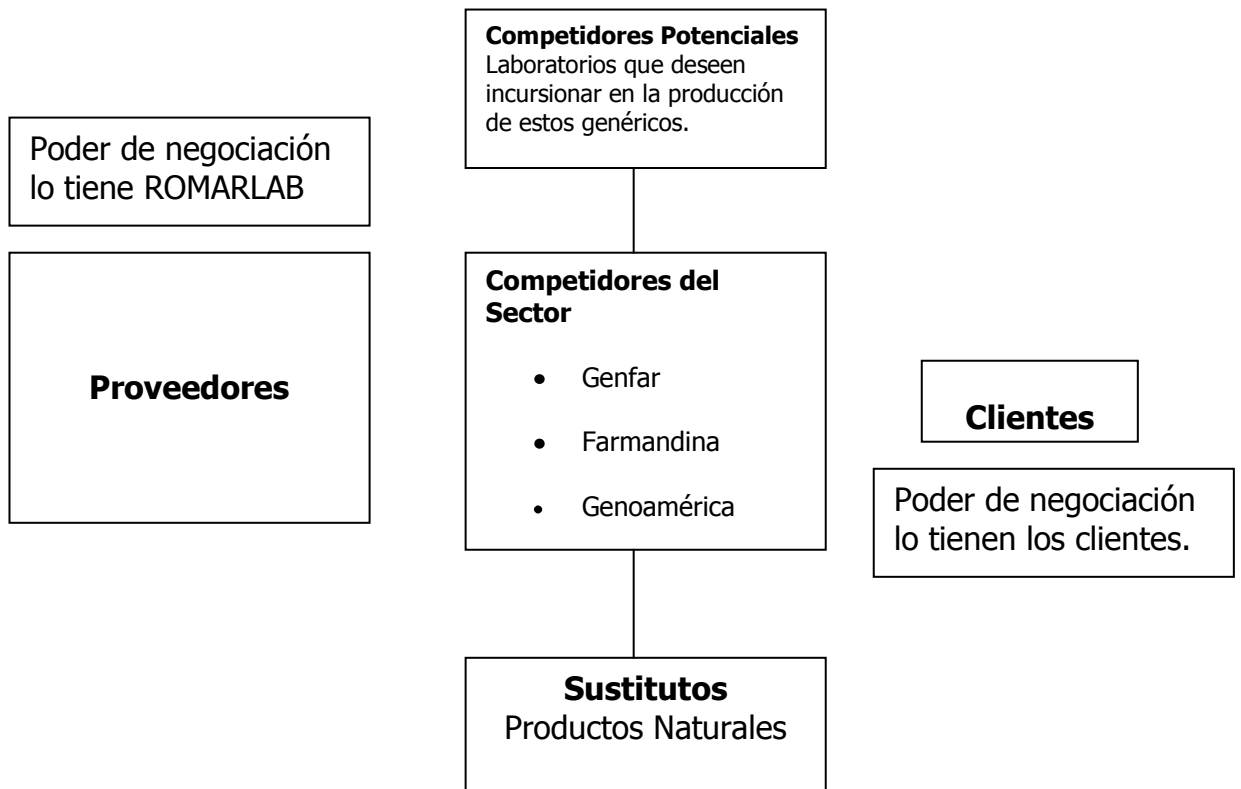 Competidores Potenciales
Laboratorios que deseen
incursionar en la producción
de estos genéricos.
Poder de negociación
lo tiene ROMARLAB
Proveedores
Competidores del
Sector
• Genfar
• Farmandina
• Genoamérica
Clientes
Poder de negociación
lo tienen los clientes.
Sustitutos
Productos Naturales